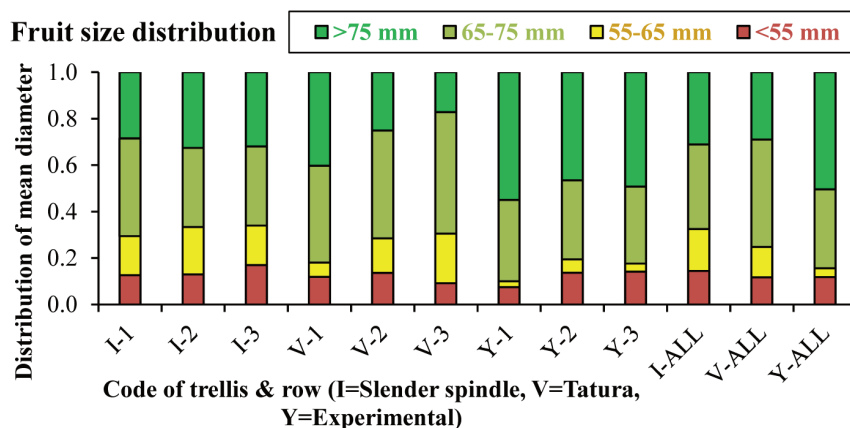 Fruit size distribution
>75 mm 65-75 mm 55-65 mm <55 mm
Distribution of mean diameter
1.0
0.8
0.6
0.4
0.2
0.0
I-1 I-2 I-3 V-1 V-2 V-3 Y-1 Y-2 Y-3 I-ALL V-ALL Y-ALL
Code of trellis & row (I=Slender spindle, V=Tatura,
Y=Experimental)